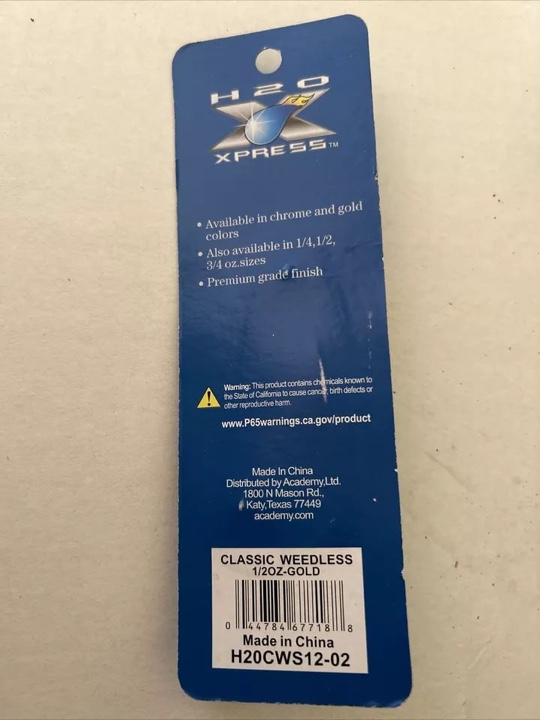 H2O
XPRESS™
• Available in chrome and gold
colors
• Also available in 1/4,1/2,
3/4 oz.sizes
• Premium grade finish
Warning: This product contains chemicals known to
the State of California to cause cancer, birth defects or
other reproductive harm.
www.P65warnings.ca.gov/product
Made In China
Distributed by Academy,Ltd.
1800 N Mason Rd.,
Katy,Texas 77449
academy.com
CLASSIC WEEDLESS
1/2OZ-GOLD
0 44784 67718 8
Made in China
H20CWS12-02